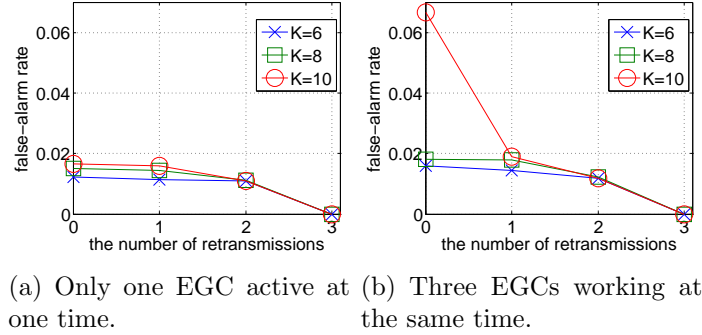 0.06
0.04
0.02
0
false−alarm rate
0 1 2 3
the number of retransmissions
K=6
K=8
K=10
0.06
0.04
0.02
0
false−alarm rate
0 1 2 3
the number of retransmissions
K=6
K=8
K=10
(a) Only one EGC active at
one time.
(b) Three EGCs working at
the same time.